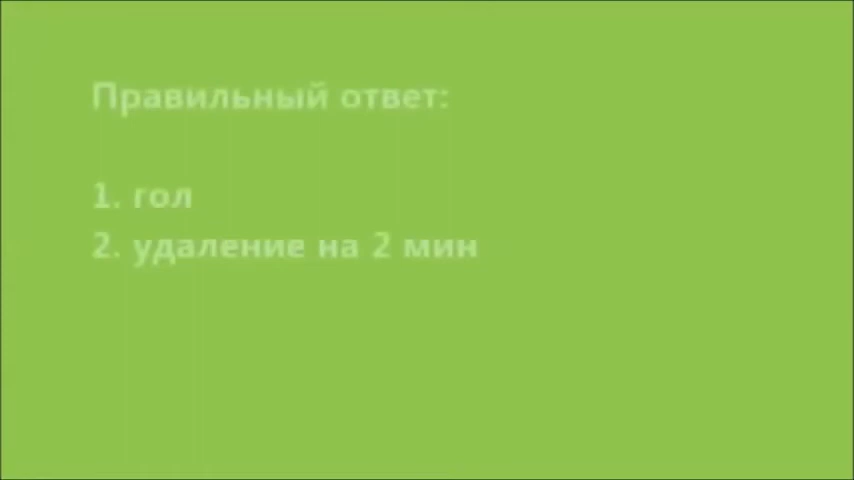 Правильный ответ:
1. гол
2. удаление на 2 мин